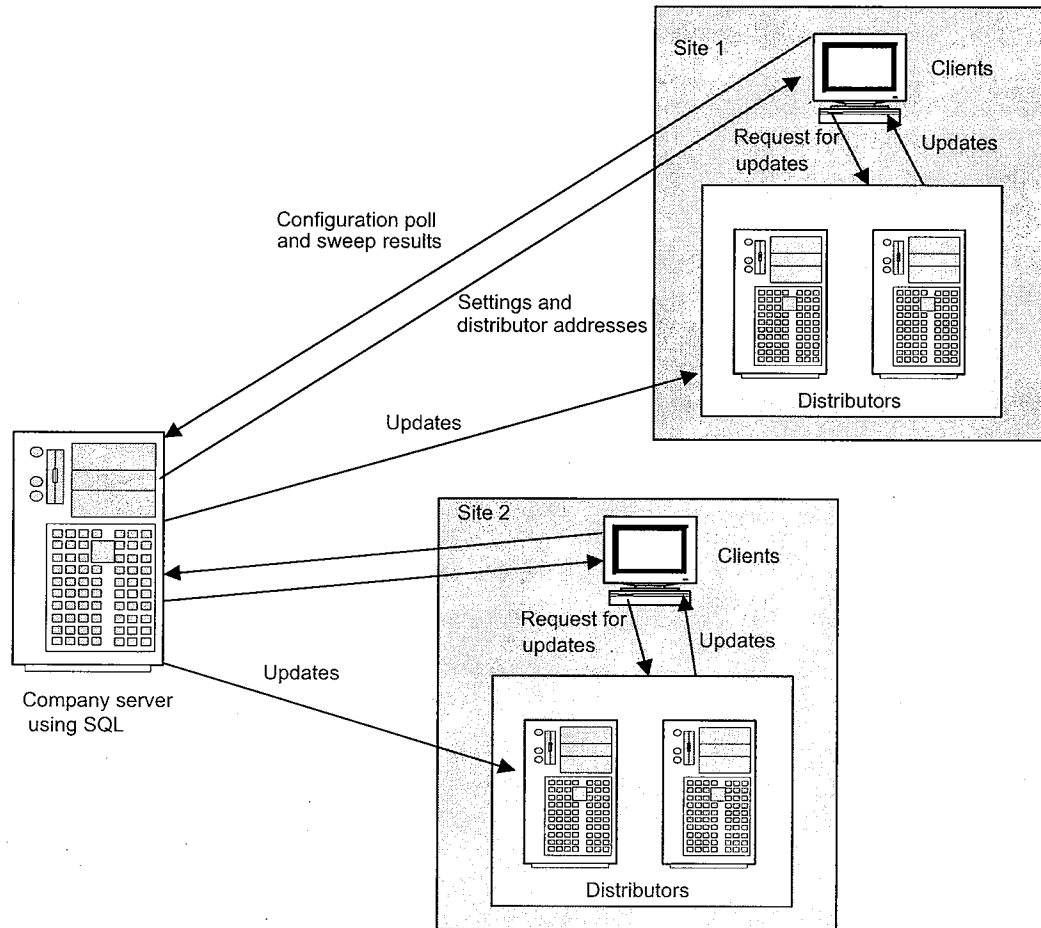 Site 1
Clients
Request for
updates
Updates
Configuration poll
and sweep results
Settings and
distributor addresses
Updates
Distributors
Site 2
Clients
Request for
updates
Updates
Updates
Company server
using SQL
Distributors